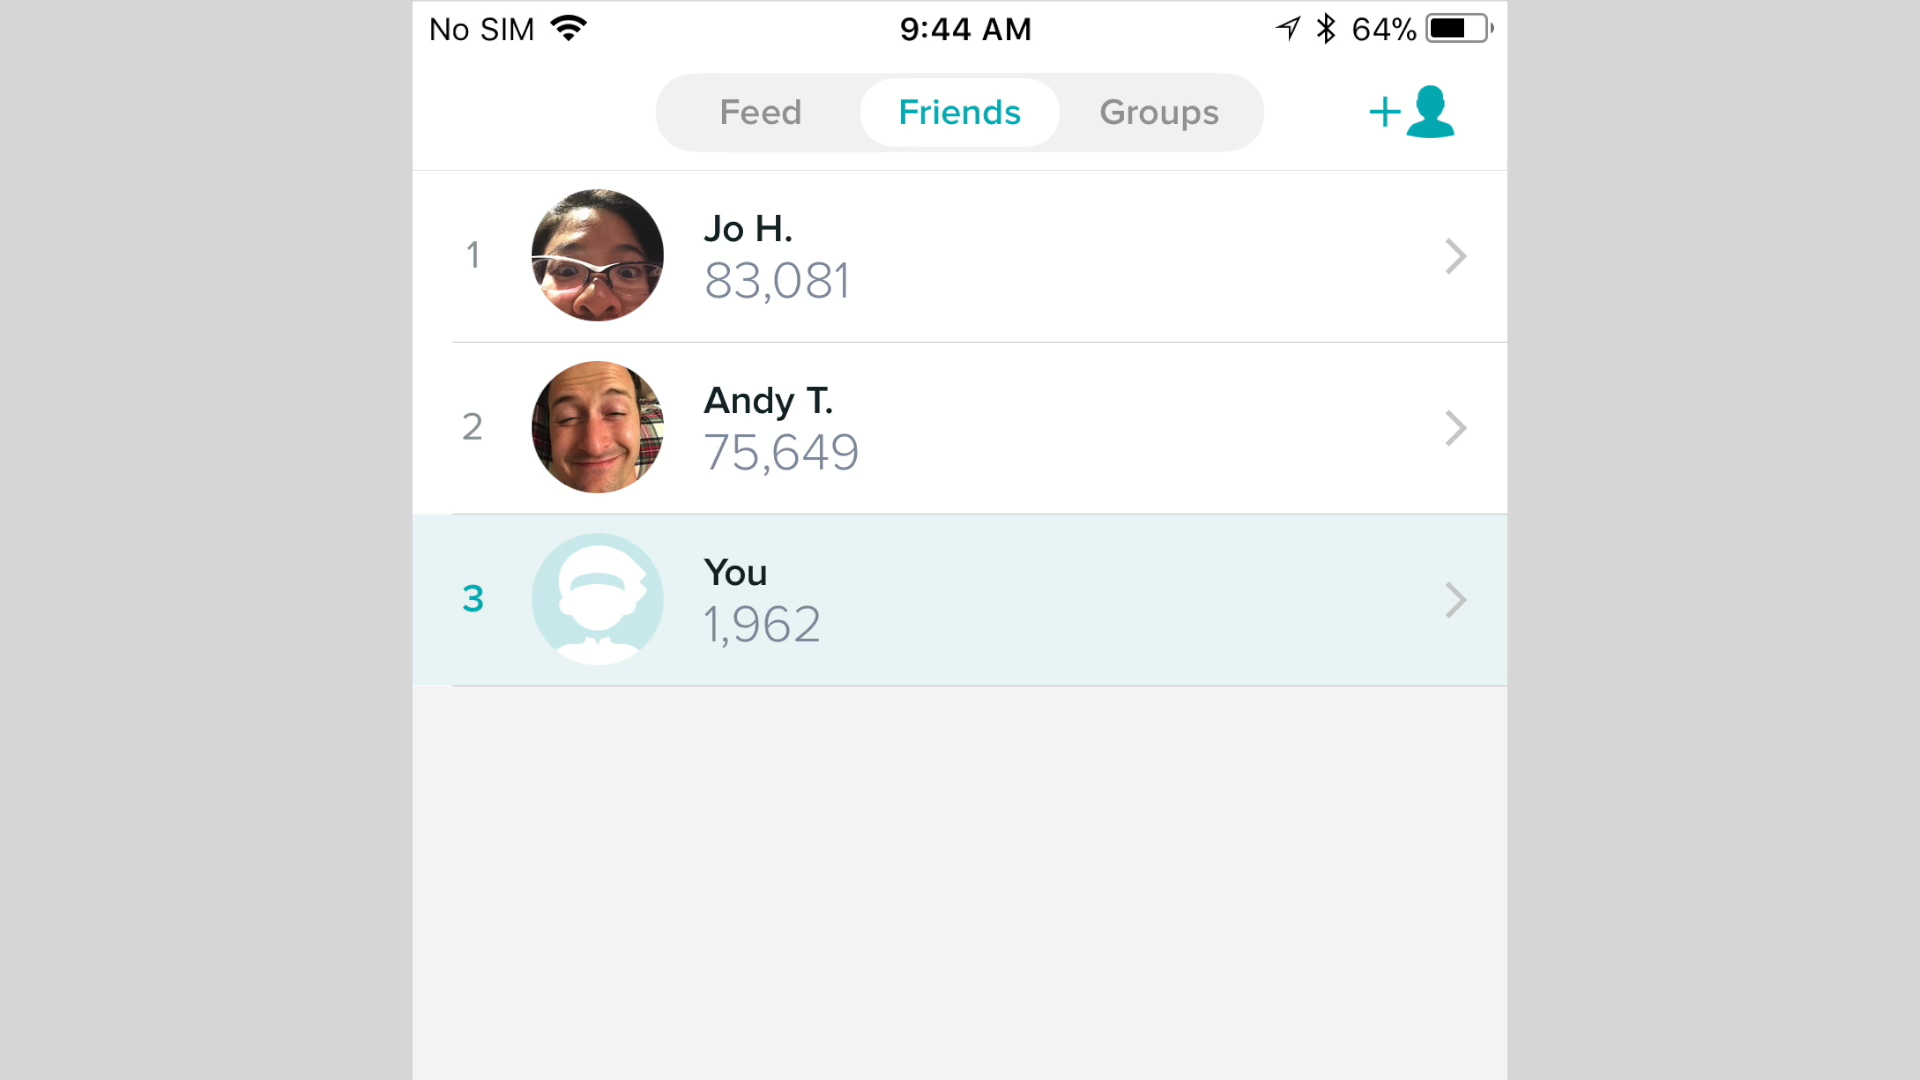 No SIM 9:44 AM 64%
Feed Friends Groups
1
Jo H.
83,081
2
Andy T.
75,649
3
You
1,962